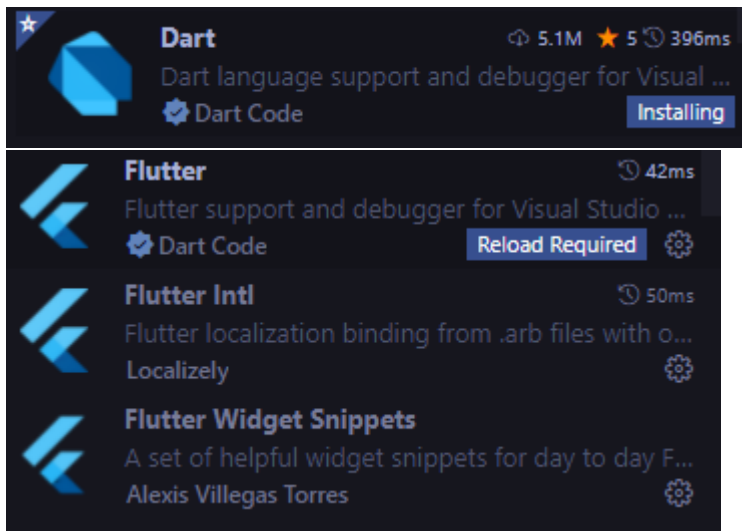 Dart 5.1M 5 396ms
Dart language support and debugger for Visual ...
Dart Code Installing
Flutter 42ms
Flutter support and debugger for Visual Studio ...
Dart Code Reload Required
Flutter Intl 50ms
Flutter localization binding from .arb files with o...
Localizely
Flutter Widget Snippets
A set of helpful widget snippets for day to day F...
Alexis Villegas Torres